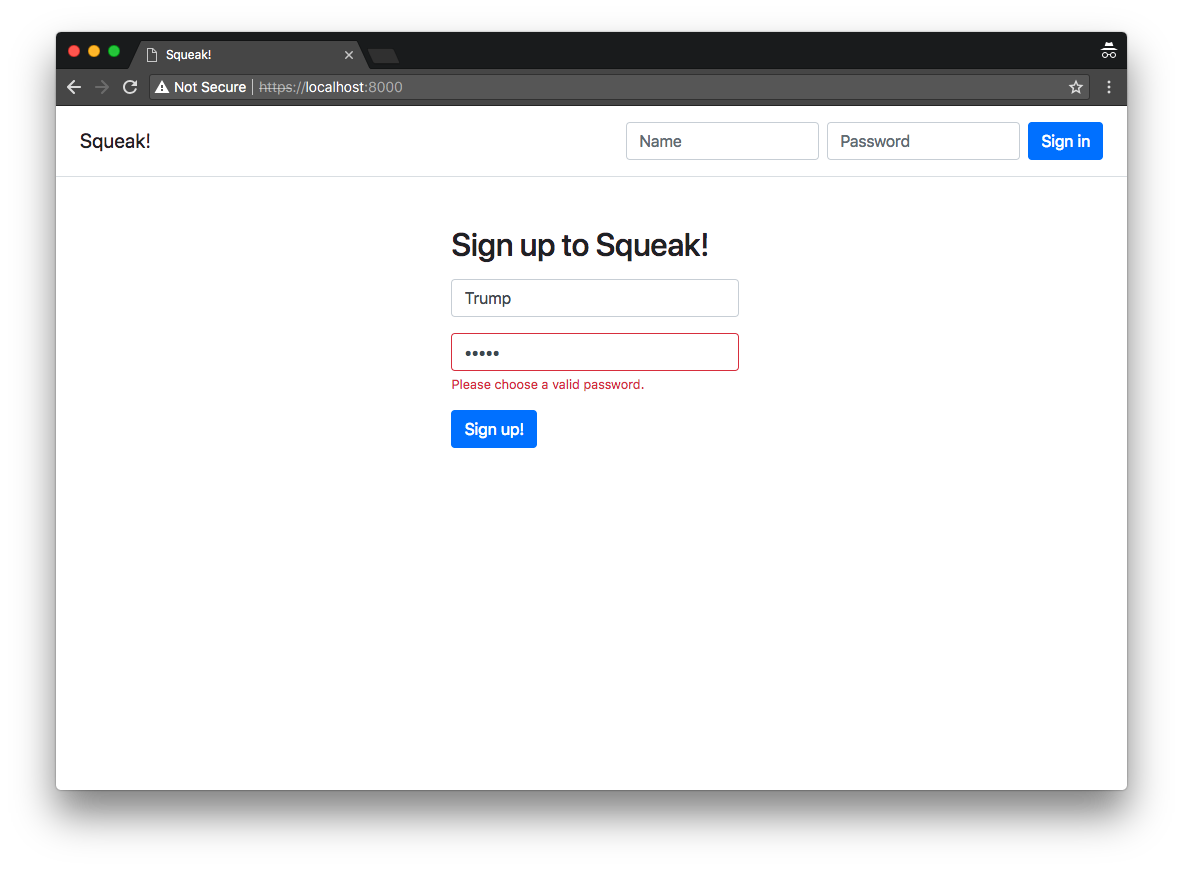 Squeak!
Not Secure https://localhost:8000
Squeak! Name Password Sign in
Sign up to Squeak!
Trump
•••••
Please choose a valid password.
Sign up!